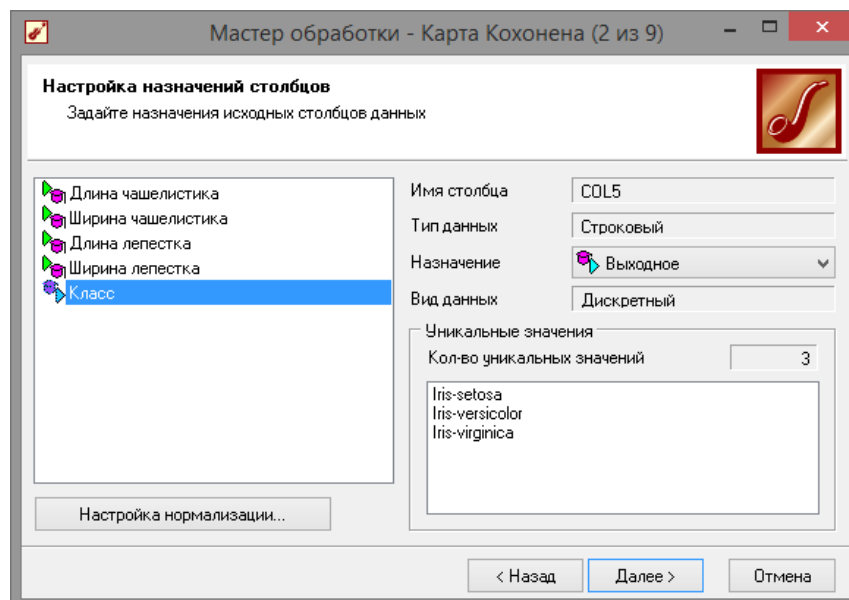 Мастер обработки - Карта Кохонена (2 из 9)
Настройка назначений столбцов
Задайте назначения исходных столбцов данных
Длина чашелистика
Ширина чашелистика
Длина лепестка
Ширина лепестка
Класс
Настройка нормализации...
Имя столбца COL5
Тип данных Строковый
Назначение Выходное
Вид данных Дискретный
Уникальные значения
Кол-во уникальных значений 3
Iris-setosa
Iris-versicolor
Iris-virginica
< Назад Далее > Отмена